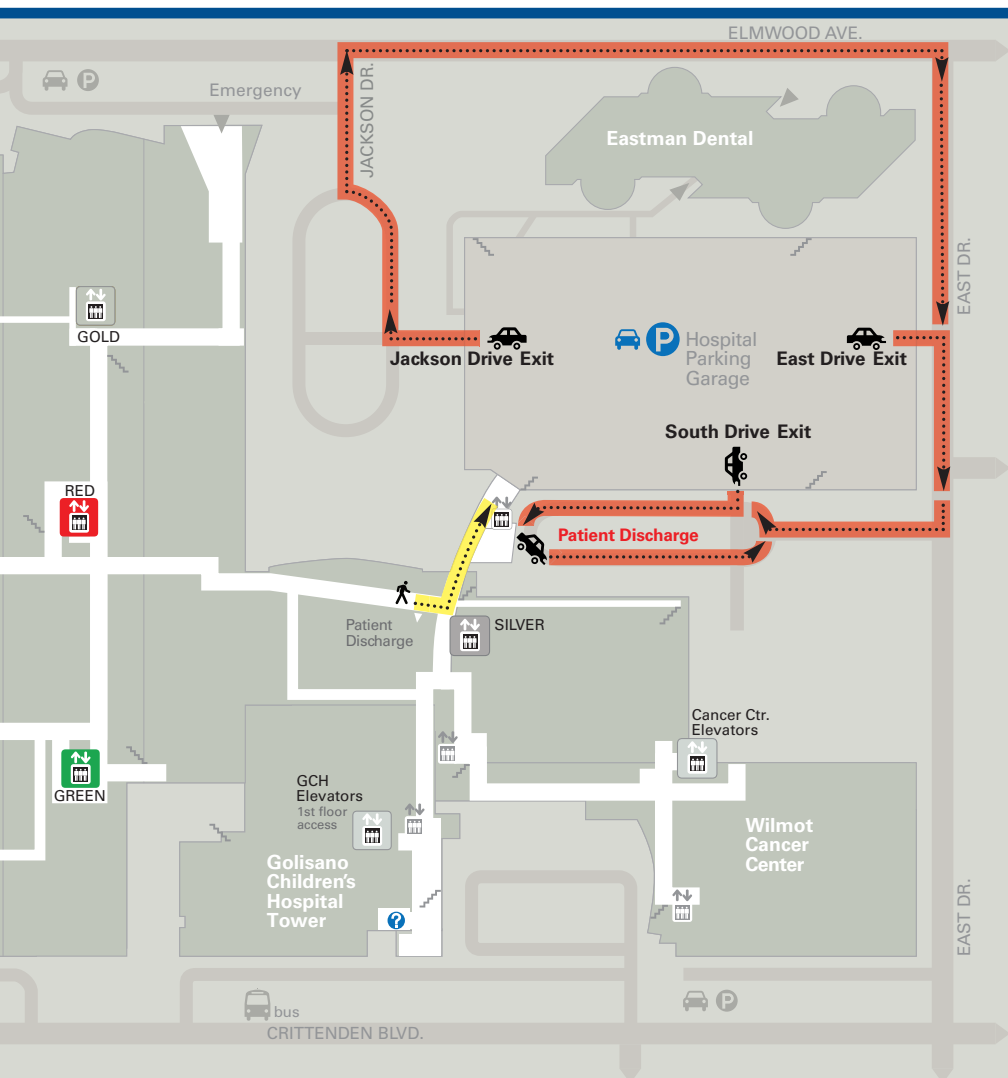 ELMWOOD AVE.
JACKSON DR.
Emergency
P
Eastman Dental
EAST DR.
GOLD
P
Hospital
Parking
Garage
Jackson Drive Exit
East Drive Exit
South Drive Exit
RED
Patient Discharge
Patient
Discharge
SILVER
Cancer Ctr.
Elevators
GREEN
GCH
Elevators
1st floor
access
Golisano
Children's
Hospital
Tower
?
Wilmot
Cancer
Center
EAST DR.
bus
P
CRITTENDEN BLVD.